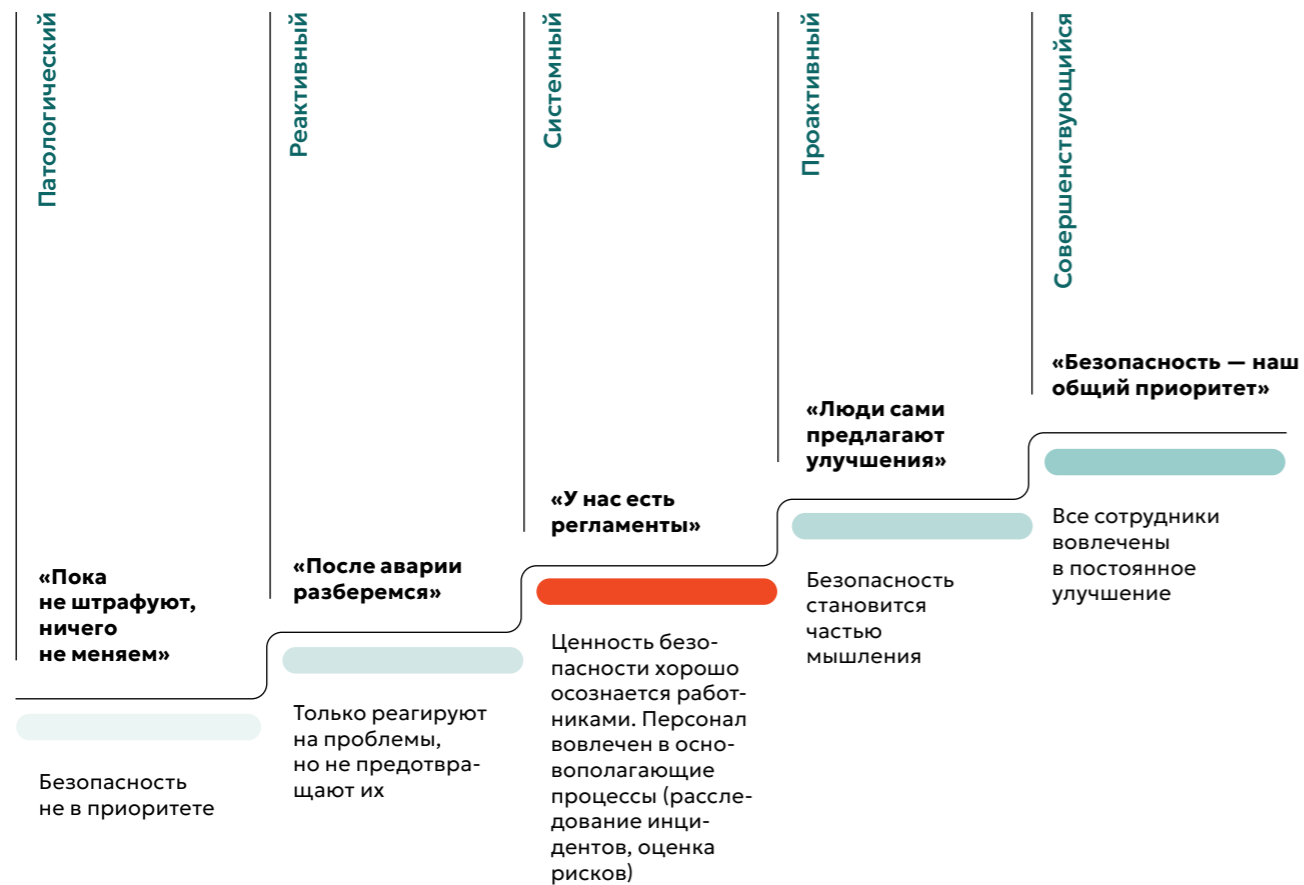 Патологический
«Пока
не штрафуют,
ничего
не меняем»
Безопасность
не в приоритете
Реактивный
«После аварии
разберемся»
Только реагируют
на проблемы,
но не предотвра-
щают их
Системный
«У нас есть
регламенты»
Ценность безо-
пасности хорошо
осознается работ-
никами. Персонал
вовлечен в осно-
вополагающие
процессы (рассле-
дование инци-
дентов, оценка
рисков)
Проактивный
«Люди сами
предлагают
улучшения»
Безопасность
становится
частью
мышления
Совершенствующийся
«Безопасность — наш
общий приоритет»
Все сотрудники
вовлечены
в постоянное
улучшение